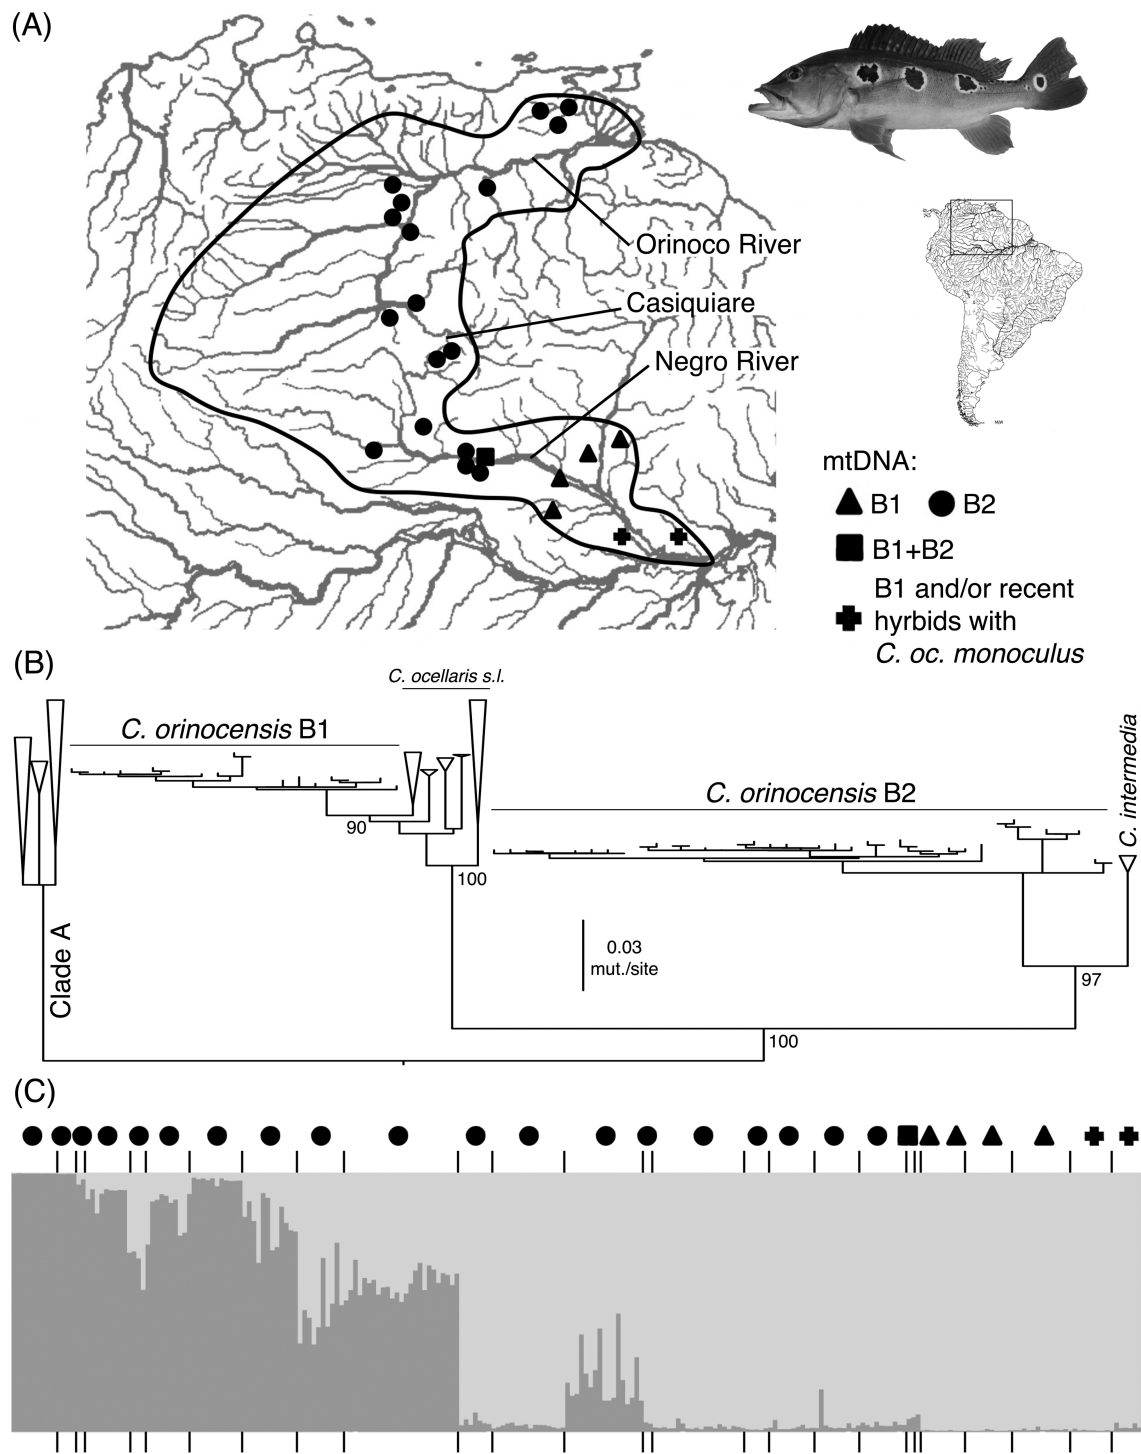 (A)
Orinoco River
Casiquiare
Negro River
mtDNA:
B1 B2
B1+B2
B1 and/or recent
hyrbids with
C. oc. monoculus
(B)
C. ocellaris s.l.
C. orinocensis B1
C. orinocensis B2
C. intermedia
90
100
Clade A
0.03
mut./site
97
100
(C)